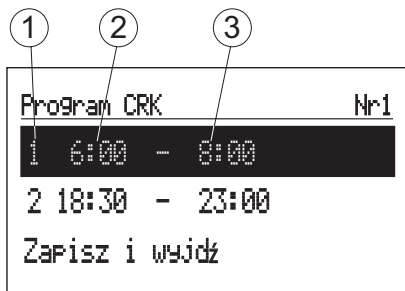 1 2 3
Program CRK Nr1
1 6:00 - 8:00
2 18:30 - 23:00
Zapisz i wyjdź